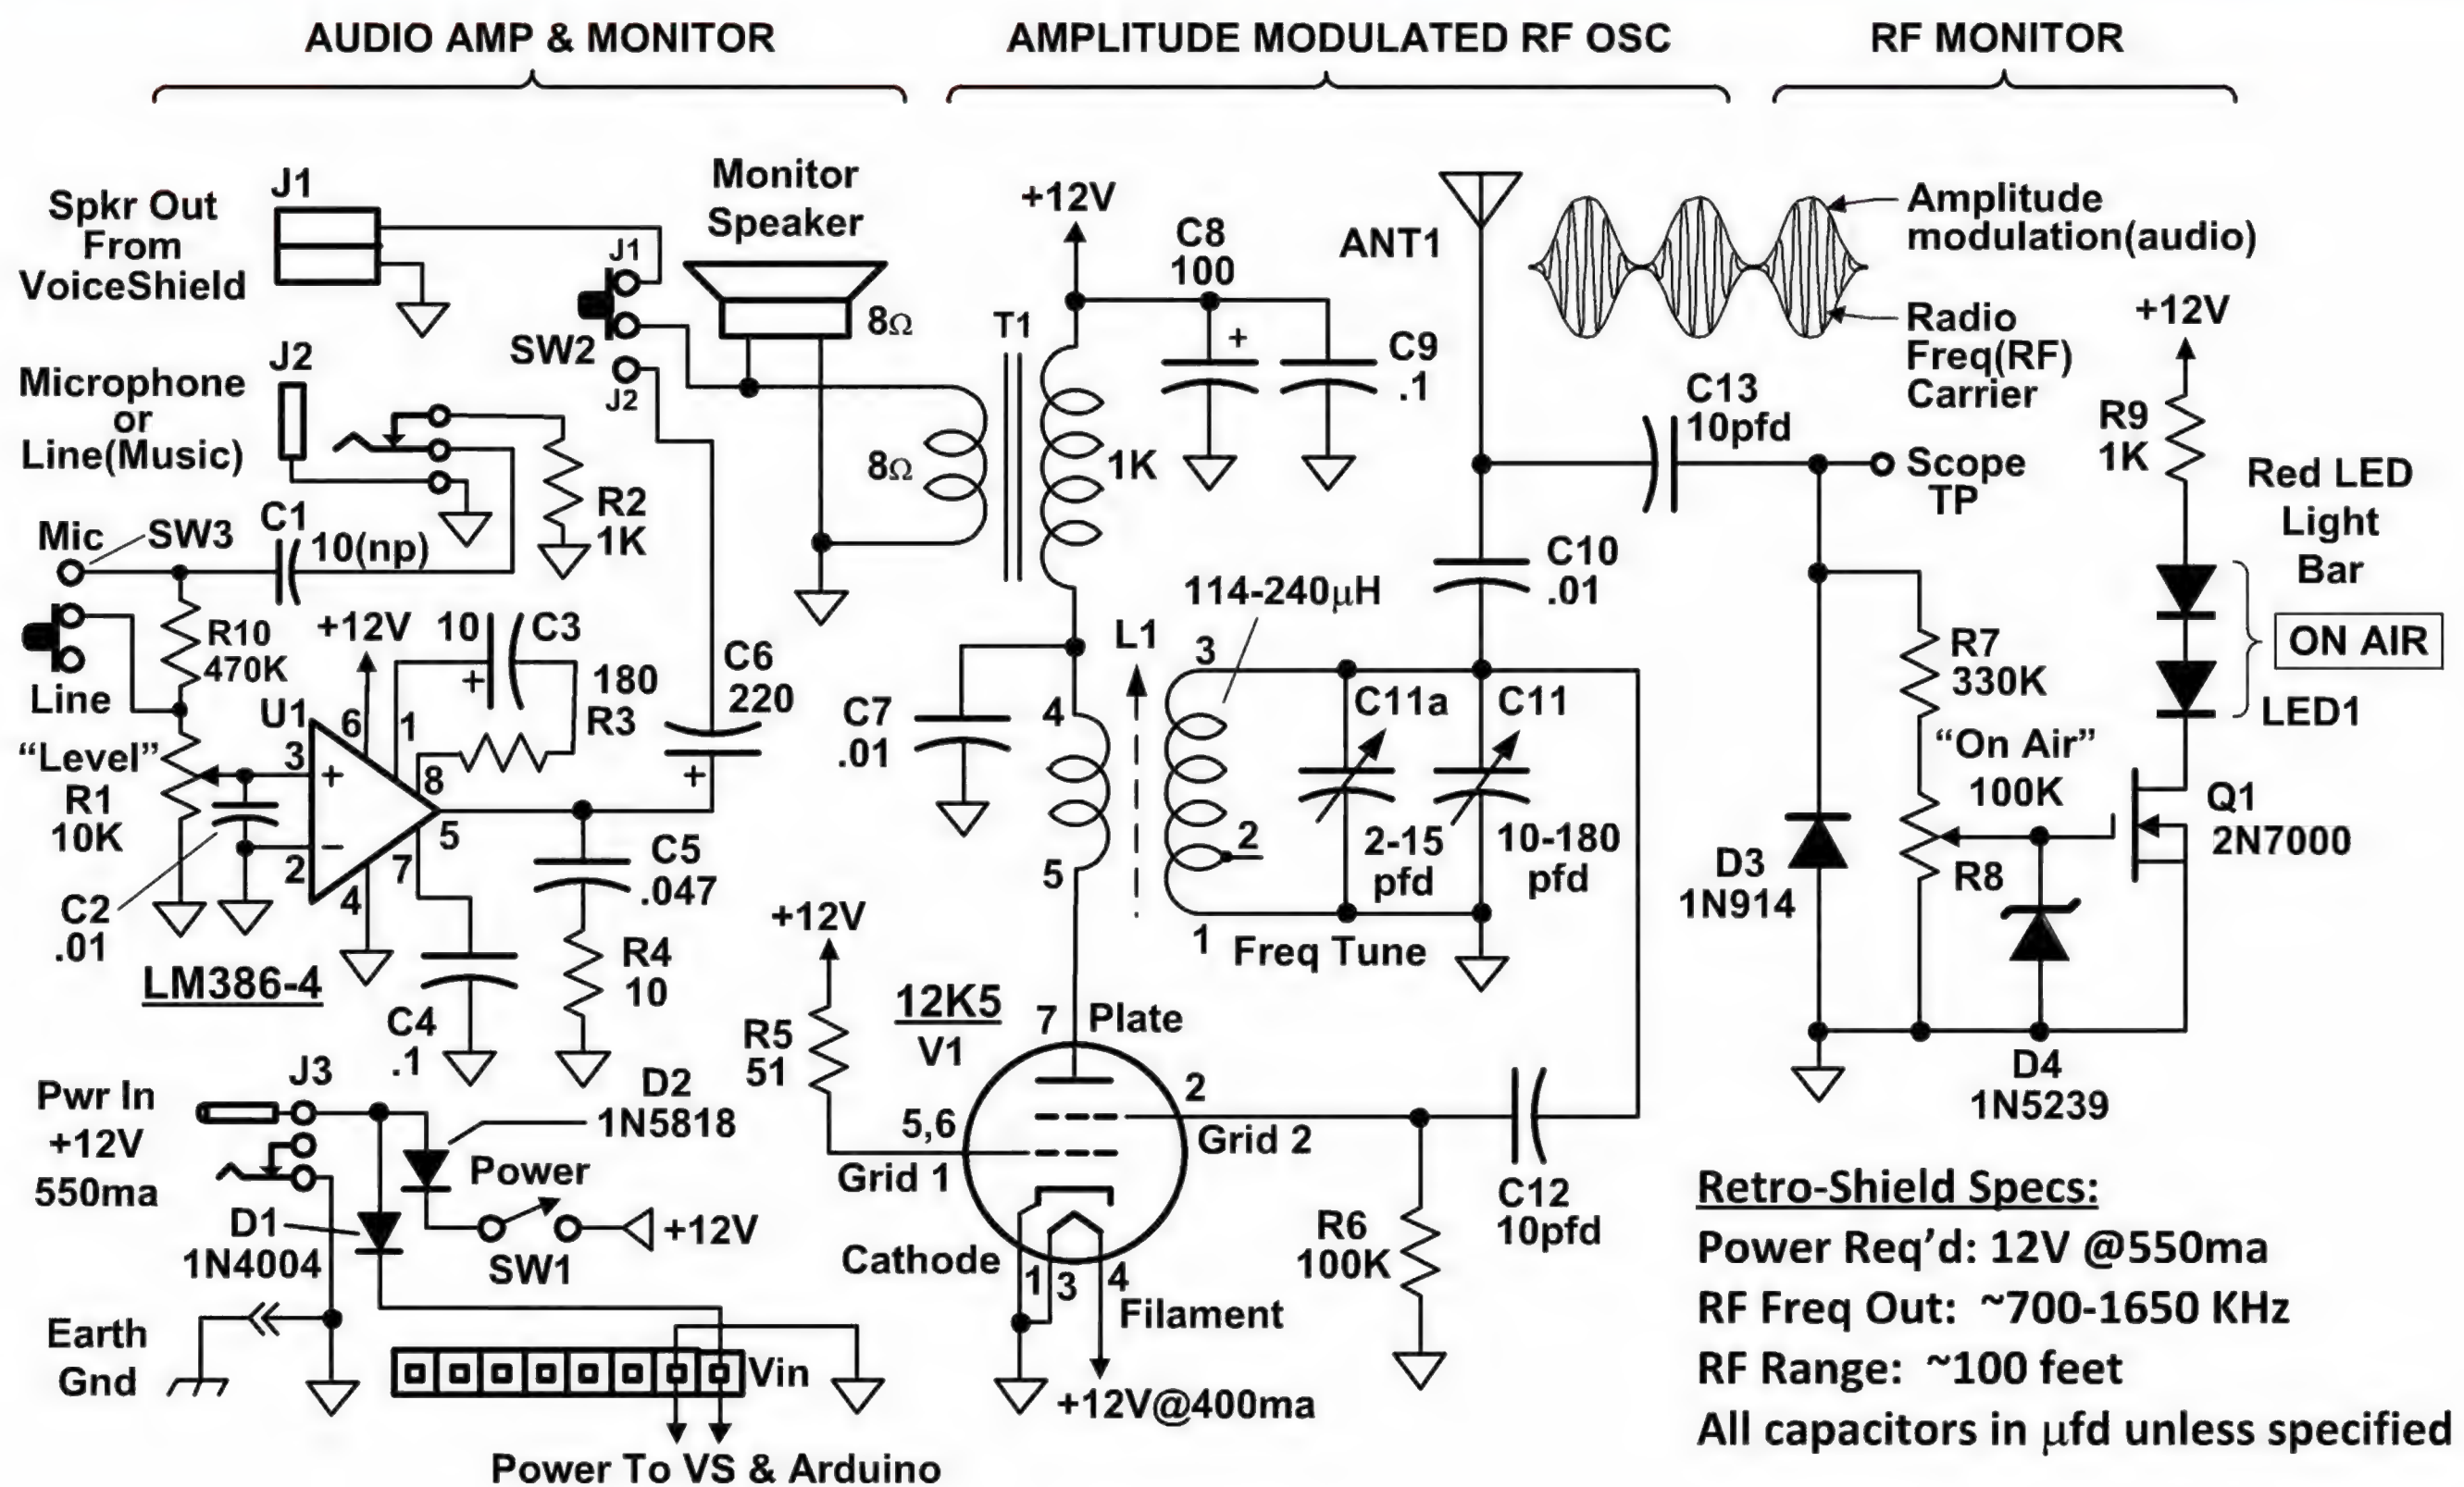 AUDIO AMP & MONITOR
AMPLITUDE MODULATED RF OSC
RF MONITOR
J1
Spkr Out
From
VoiceShield
J1
SW2
J2
Monitor
Speaker
8Ω
J2
Microphone
or
Line(Music)
R2
1K
Mic
SW3
C1
10(np)
Line
R10
470K
+12V
10
C3
180
R3
C6
220
U1
6
1
8
3
+
2
−
4
7
5
+
+
"Level"
R1
10K
C2
.01
LM386-4
C5
.047
R4
10
C4
.1
J3
Pwr In
+12V
550ma
D2
1N5818
Power
SW1
+12V
D1
1N4004
Earth
Gnd
Vin
Power To VS & Arduino
+12V
T1
8Ω
1K
C8
100
+
C9
.1
ANT1
C7
.01
4
5
L1
114-240µH
3
2
1
C10
.01
C11a
2-15
pfd
C11
10-180
pfd
Freq Tune
+12V
R5
51
12K5
V1
7
Plate
5,6
Grid 1
2
Grid 2
Cathode
1
3
4
Filament
+12V@400ma
R6
100K
C12
10pfd
Amplitude
modulation(audio)
Radio
Freq(RF)
Carrier
C13
10pfd
Scope
TP
+12V
R9
1K
Red LED
Light
Bar
ON AIR
LED1
R7
330K
"On Air"
100K
R8
D3
1N914
Q1
2N7000
D4
1N5239
Retro-Shield Specs:
Power Req'd: 12V @550ma
RF Freq Out: ~700-1650 KHz
RF Range: ~100 feet
All capacitors in µfd unless specified